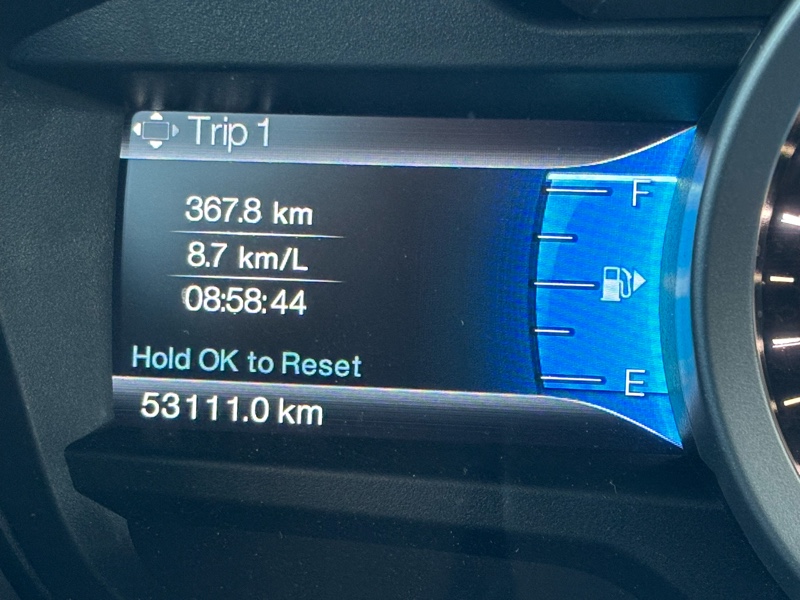 Trip 1
367.8 km
8.7 km/L
08:58:44
Hold OK to Reset
53111.0 km
F
E